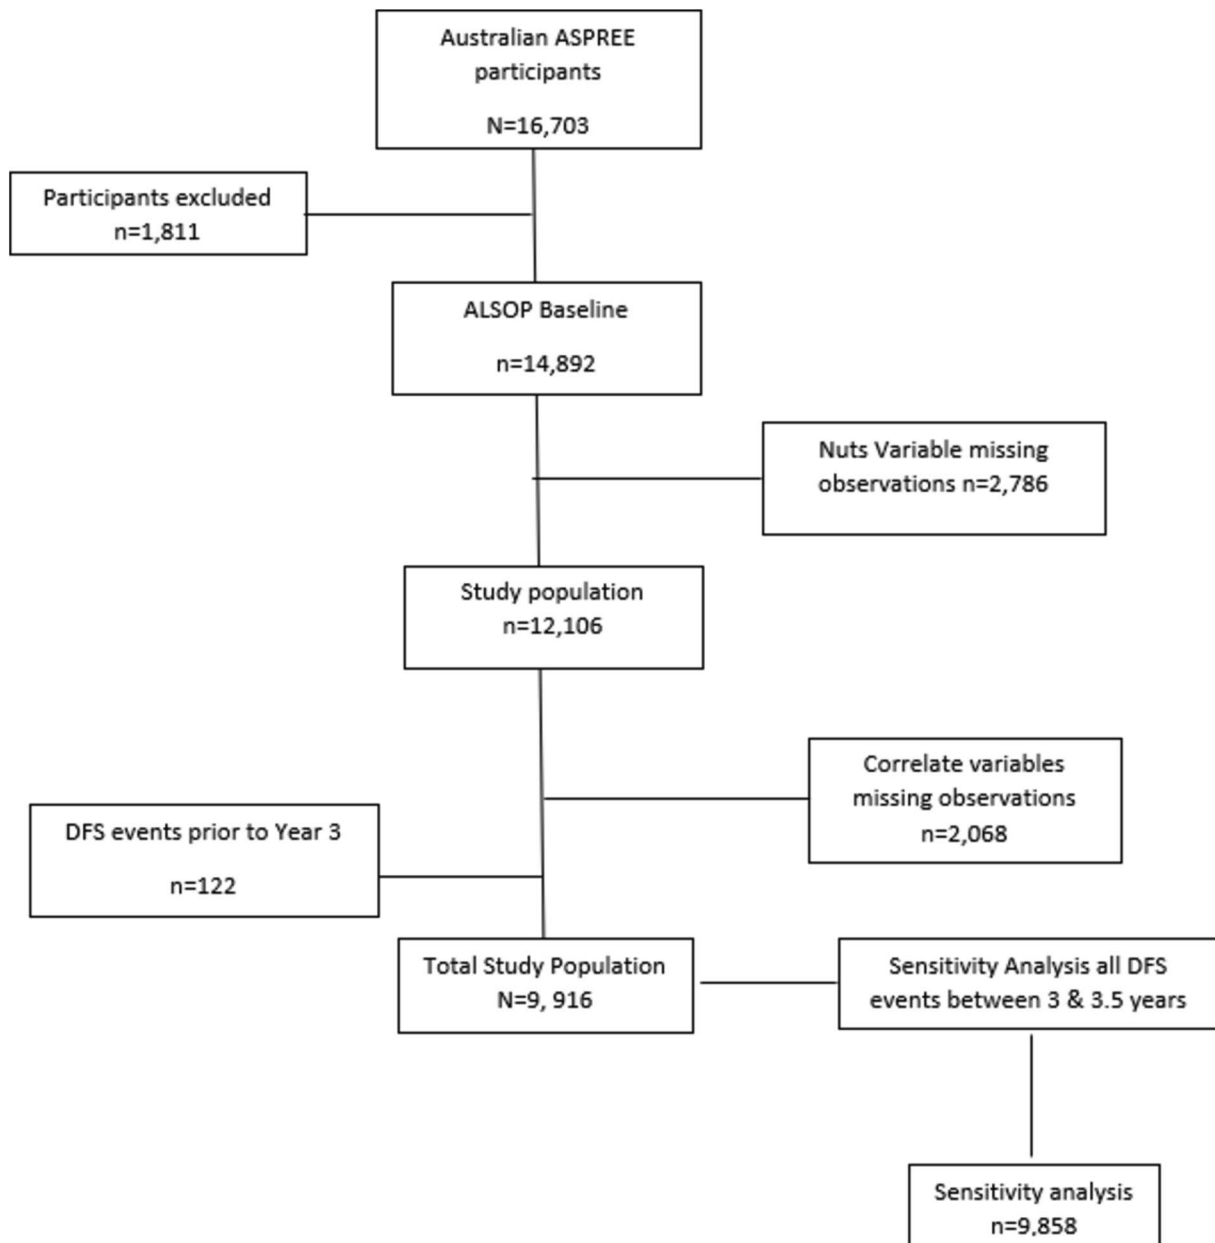 Australian ASPREE
participants
N=16,703
Participants excluded
n=1,811
ALSOP Baseline
n=14,892
Nuts Variable missing
observations n=2,786
Study population
n=12,106
Correlate variables
missing observations
n=2,068
DFS events prior to Year 3
n=122
Total Study Population
N=9, 916
Sensitivity Analysis all DFS
events between 3 & 3.5 years
Sensitivity analysis
n=9,858